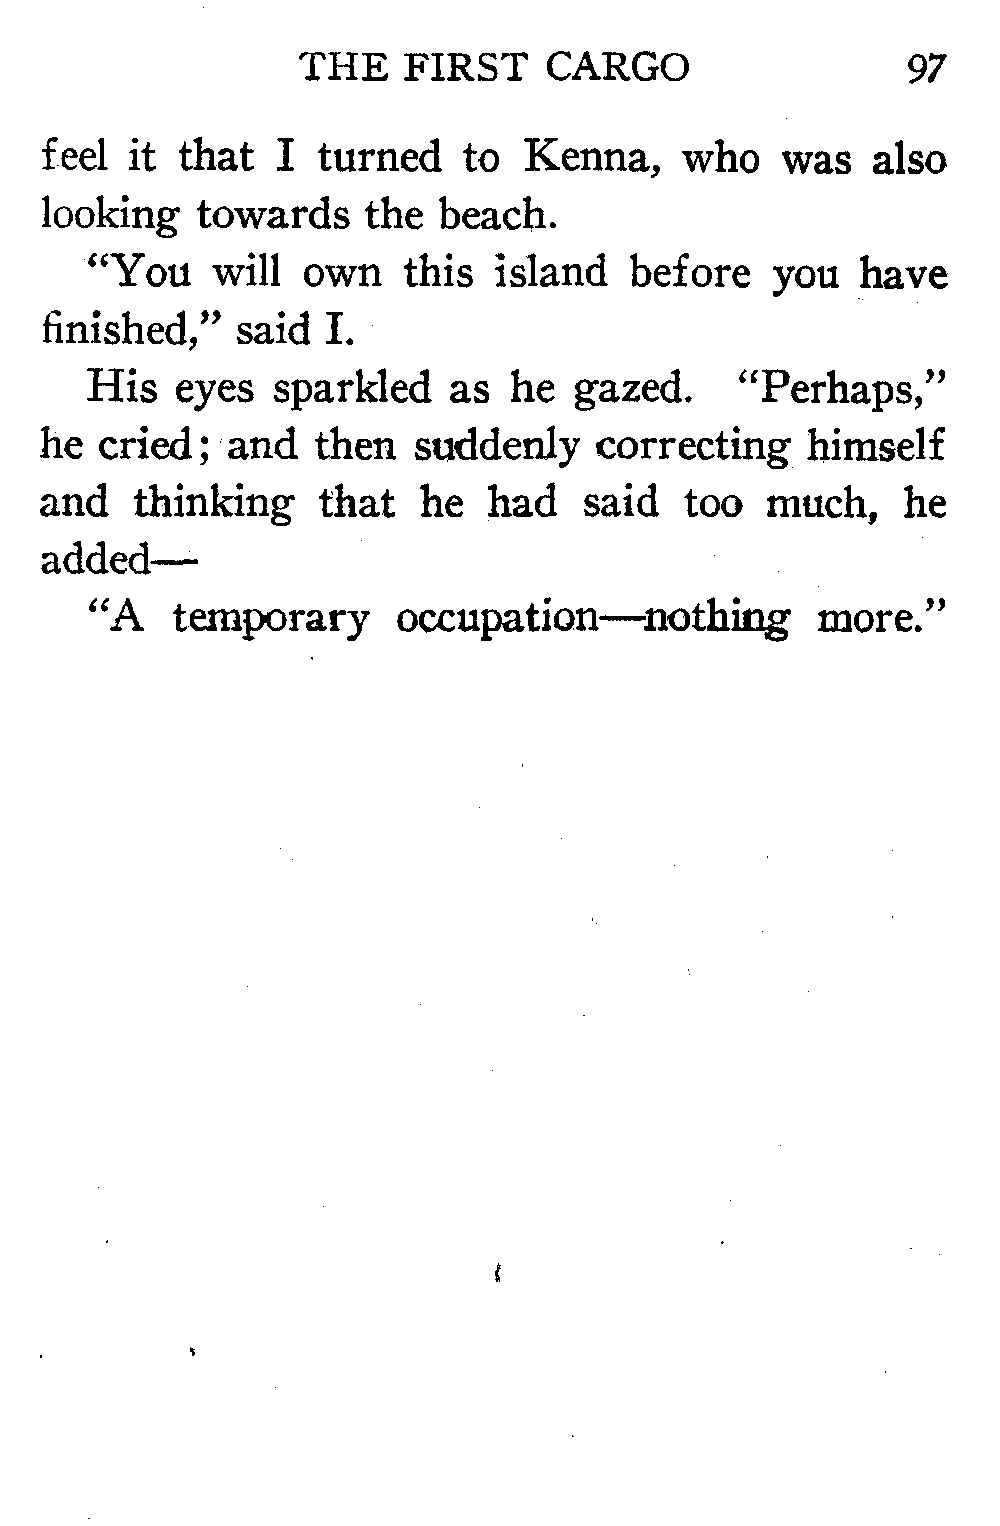 THE FIRST CARGO 97
feel it that I turned to Kenna, who was also
looking towards the beach.
“You will own this island before you have
finished,” said I.
His eyes sparkled as he gazed. “Perhaps,”
he cried; and then suddenly correcting himself
and thinking that he had said too much, he
added—
“A temporary occupation—nothing more.”